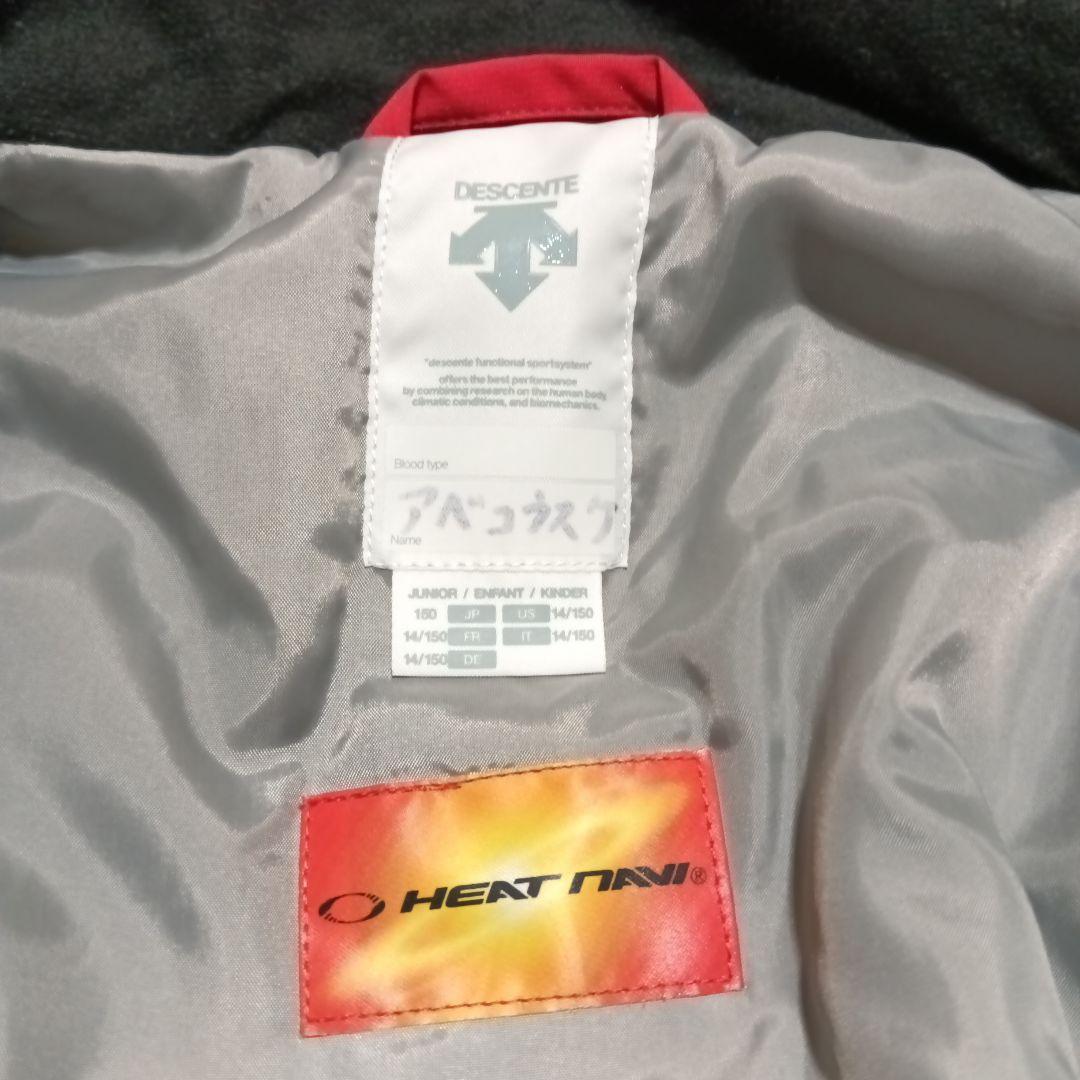 DESCENTE
"descente functional sportsystem"
offers the best performance
by combining research on the human body,
climatic conditions, and biomechanics.
Blood type
アベコウスケ
Name
JUNIOR / ENFANT / KINDER
150 JP US 14/150
14/150 FR IT 14/150
14/150 DE
HEAT NAVI®